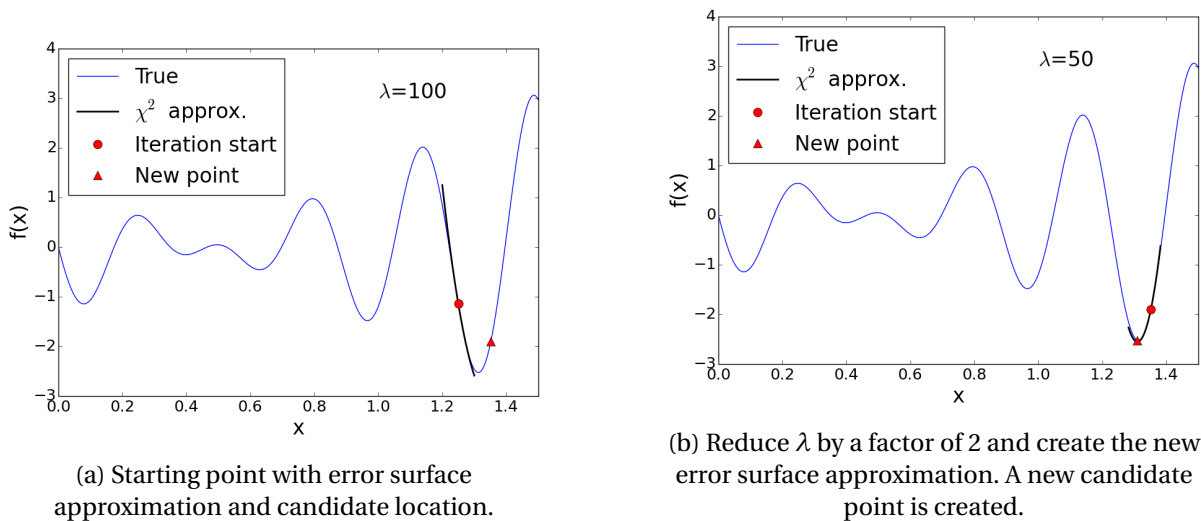 4
3
2
1
0
−1
−2
−3
0.0 0.2 0.4 0.6 0.8 1.0 1.2 1.4
f(x)
x
True
χ² approx.
Iteration start
New point
λ=100
(a) Starting point with error surface
approximation and candidate location.
4
3
2
1
0
−1
−2
−3
0.0 0.2 0.4 0.6 0.8 1.0 1.2 1.4
f(x)
x
True
χ² approx.
Iteration start
New point
λ=50
(b) Reduce λ by a factor of 2 and create the new
error surface approximation. A new candidate
point is created.